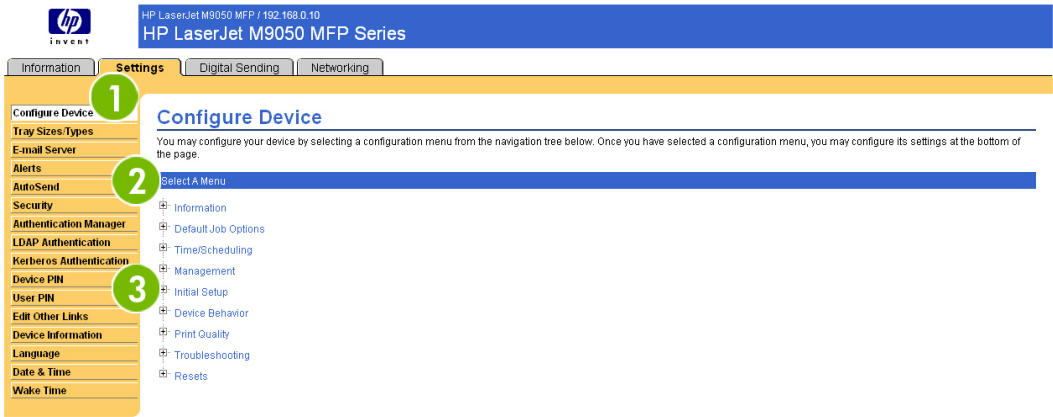 hp
invent
HP LaserJet M9050 MFP / 192.168.0.10
HP LaserJet M9050 MFP Series
Information
Settings
Digital Sending
Networking
1
Configure Device
Tray Sizes/Types
E-mail Server
Alerts
AutoSend
Security
Authentication Manager
LDAP Authentication
Kerberos Authentication
Device PIN
User PIN
Edit Other Links
Device Information
Language
Date & Time
Wake Time
Configure Device
You may configure your device by selecting a configuration menu from the navigation tree below. Once you have selected a configuration menu, you may configure its settings at the bottom of
the page.
2
Select A Menu
Information
Default Job Options
Time/Scheduling
Management
3
Initial Setup
Device Behavior
Print Quality
Troubleshooting
Resets